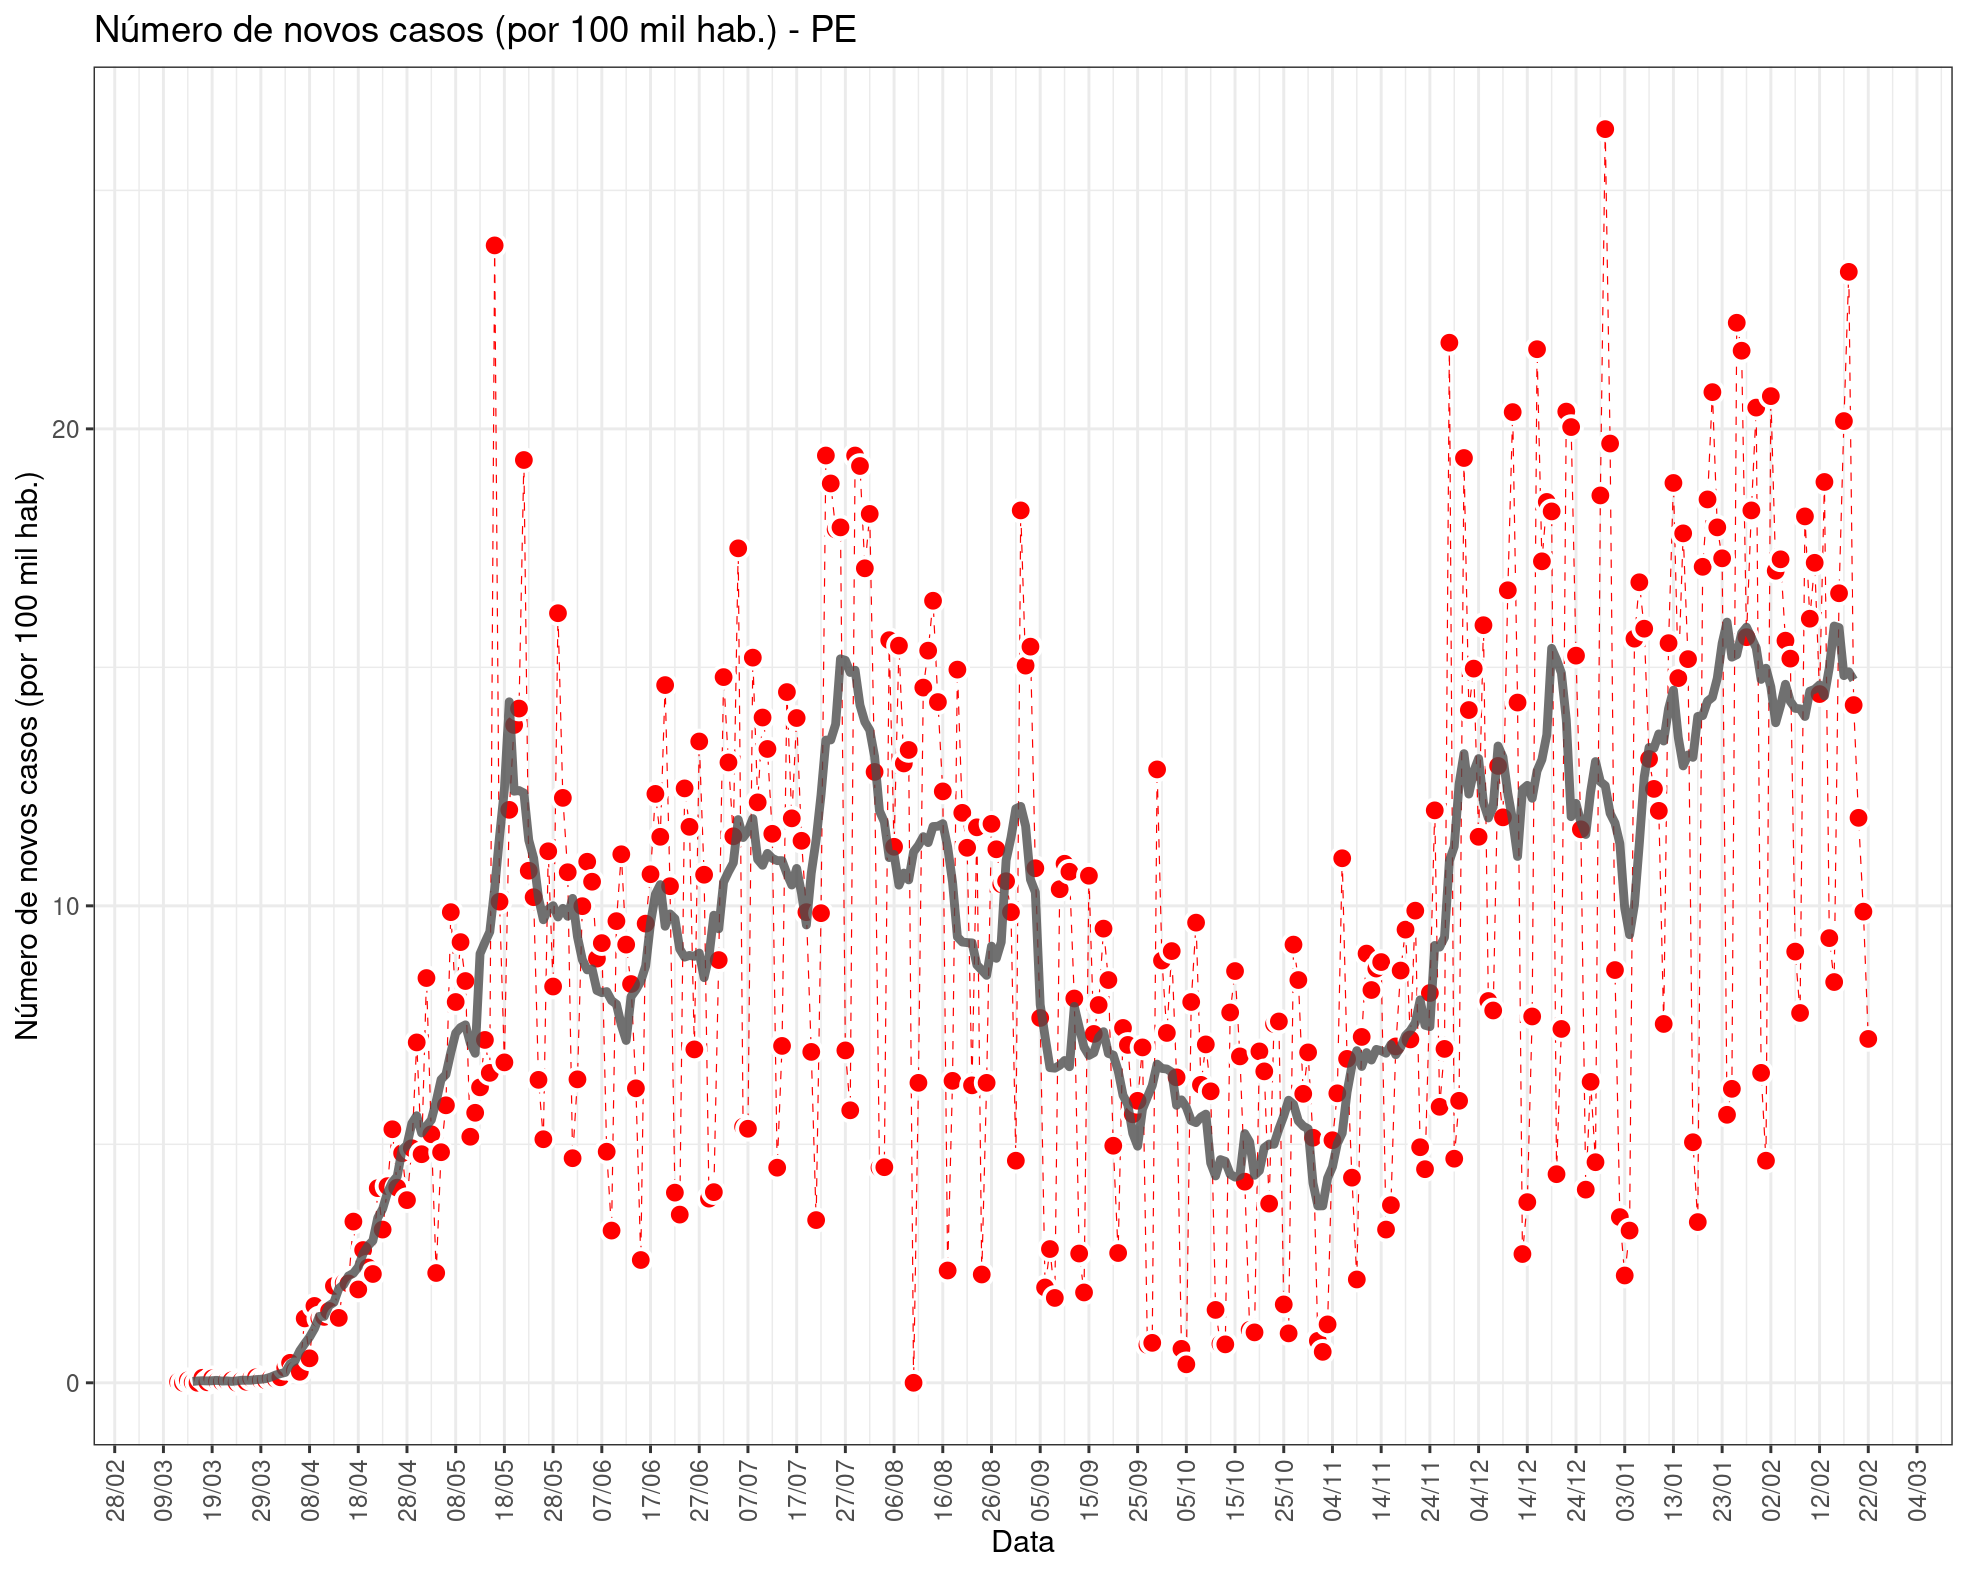 Número de novos casos (por 100 mil hab.) - PE
Número de novos casos (por 100 mil hab.)
20
10
0
28/02 09/03 19/03 29/03 08/04 18/04 28/04 08/05 18/05 28/05 07/06 17/06 27/06 07/07 17/07 27/07 06/08 16/08 26/08 05/09 15/09 25/09 05/10 15/10 25/10 04/11 14/11 24/11 04/12 14/12 24/12 03/01 13/01 23/01 02/02 12/02 22/02 04/03
Data